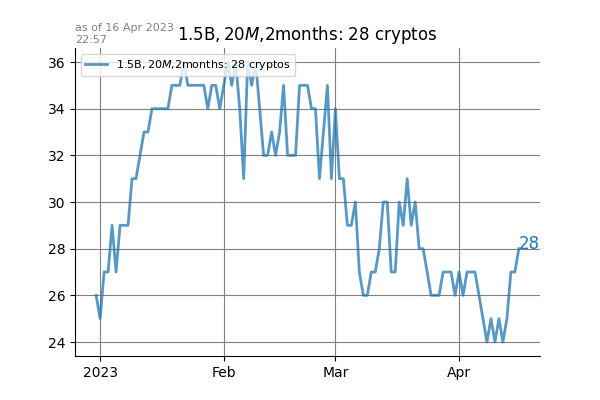 as of 16 Apr 2023
22:57
1.5B, 20M,2months: 28 cryptos
1.5B, 20M,2months: 28 cryptos
36
34
32
30
28
26
24
28
2023
Feb
Mar
Apr